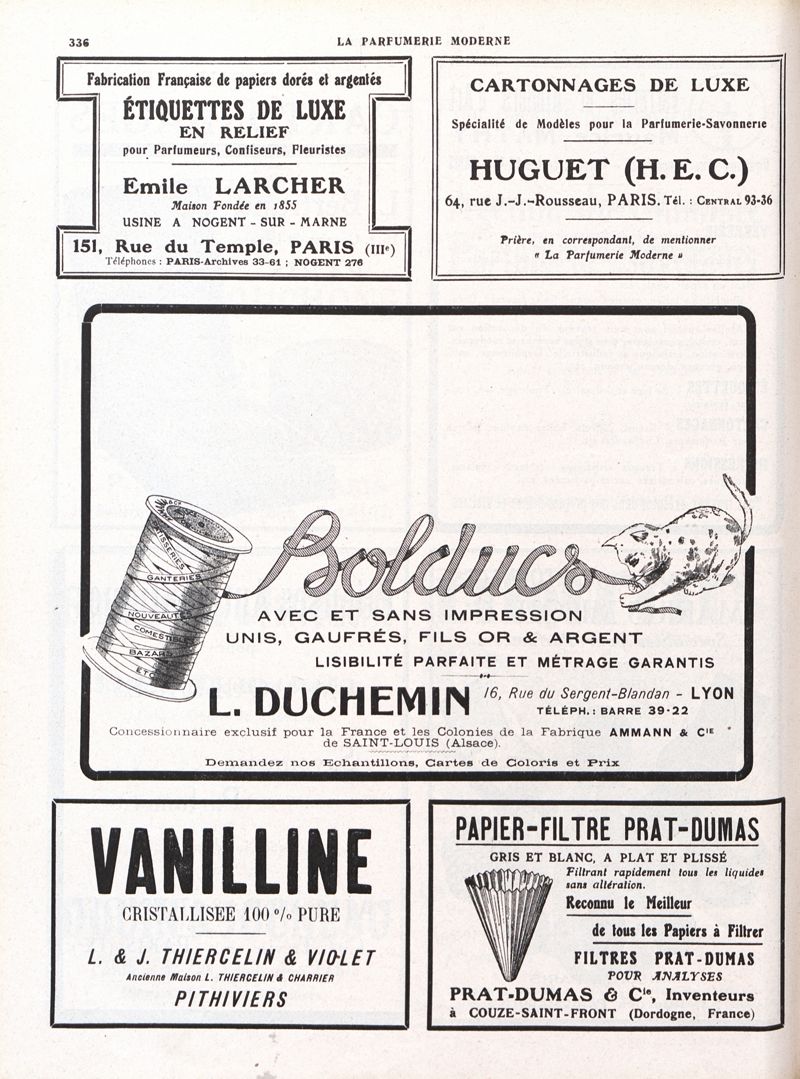 336
LA PARFUMERIE MODERNE
Fabrication Française de papiers dorés et argentés
ÉTIQUETTES DE LUXE
EN RELIEF
pour Parfumeurs, Confiseurs, Fleuristes
Emile LARCHER
Maison Fondée en 1855
USINE A NOGENT-SUR-MARNE
151, Rue du Temple, PARIS (IIIe)
Téléphones : PARIS-Archives 33-61 ; NOGENT 276
CARTONNAGES DE LUXE
Spécialité de Modèles pour la Parfumerie-Savonnerie
HUGUET (H. E. C.)
64, rue J.-J.-Rousseau, PARIS. Tél. : CENTRAL 93-36
Prière, en correspondant, de mentionner
« La Parfumerie Moderne »
GANTERIES
NOUVEAUTÉS
COMESTIBLES
BAZARS
ETC
Bolducs
AVEC ET SANS IMPRESSION
UNIS, GAUFRÉS, FILS OR & ARGENT
LISIBILITÉ PARFAITE ET MÉTRAGE GARANTIS
L. DUCHEMIN 16, Rue du Sergent-Blandan - LYON
TÉLÉPH. : BARRE 39-22
Concessionnaire exclusif pour la France et les Colonies de la Fabrique AMMANN & CIE
de SAINT-LOUIS (Alsace).
Demandez nos Echantillons, Cartes de Coloris et Prix
VANILLINE
CRISTALLISEE 100 % PURE
L. & J. THIERCELIN & VIOLET
Ancienne Maison L. THIERCELIN & CHARRIER
PITHIVIERS
PAPIER-FILTRE PRAT-DUMAS
GRIS ET BLANC, A PLAT ET PLISSÉ
Filtrant rapidement tous les liquides
sans altération.
Reconnu le Meilleur
de tous les Papiers à Filtrer
FILTRES PRAT-DUMAS
POUR ANALYSES
PRAT-DUMAS & Cie, Inventeurs
à COUZE-SAINT-FRONT (Dordogne, France)